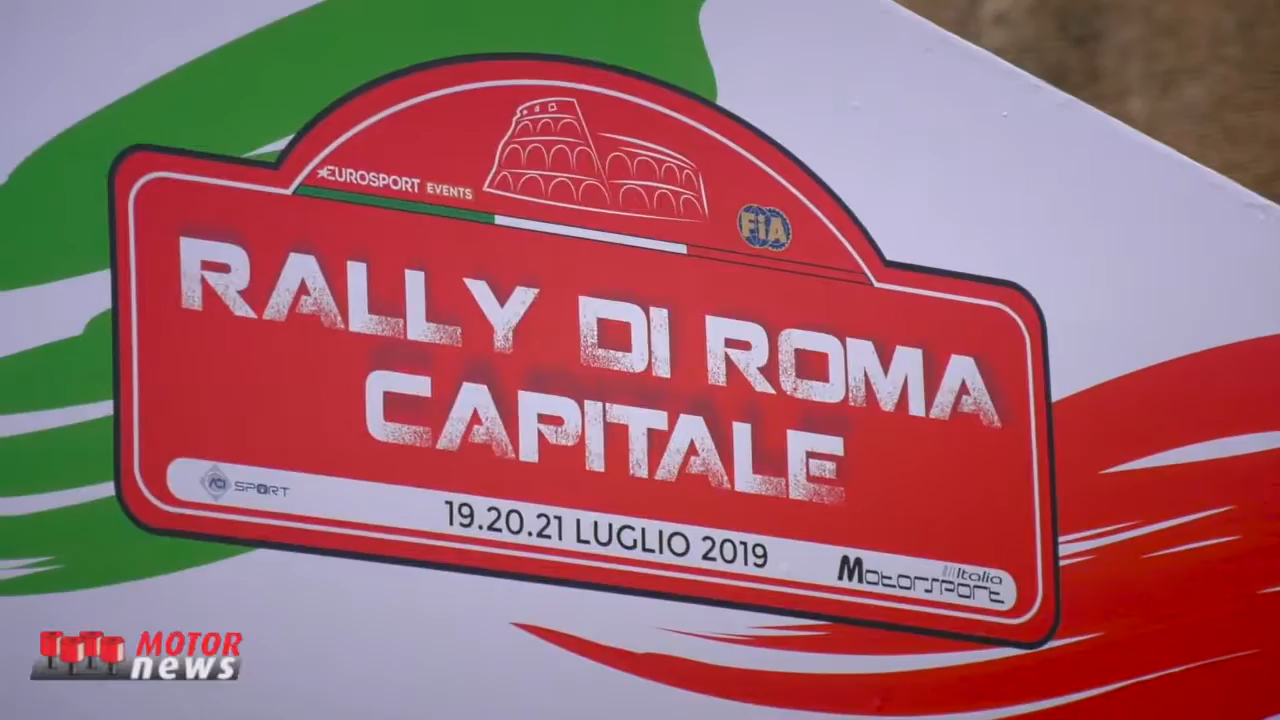 EUROSPORT EVENTS
FIA
RALLY DI ROMA
CAPITALE
ACI SPORT
19.20.21 LUGLIO 2019
Motorsport Italia
MOTOR
news